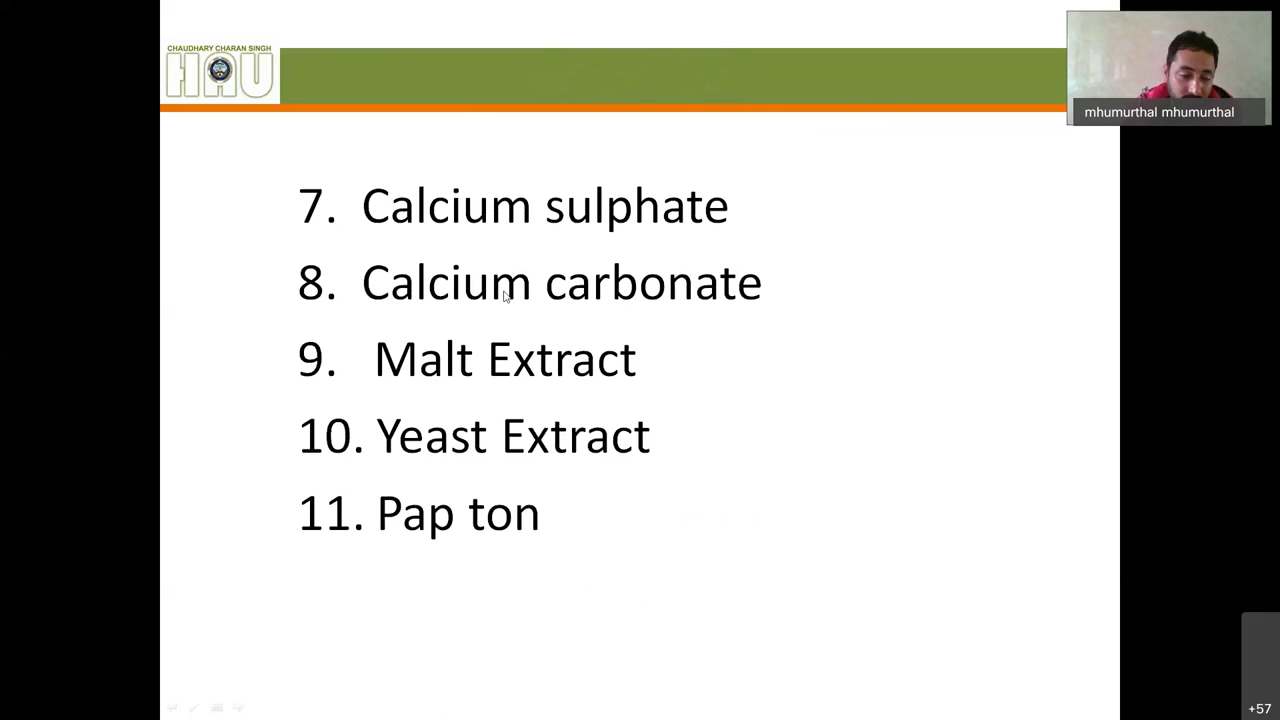 CHAUDHARY CHARAN SINGH
HAU
mhumurthal mhumurthal
7. Calcium sulphate
8. Calcium carbonate
9. Malt Extract
10. Yeast Extract
11. Pap ton
+57